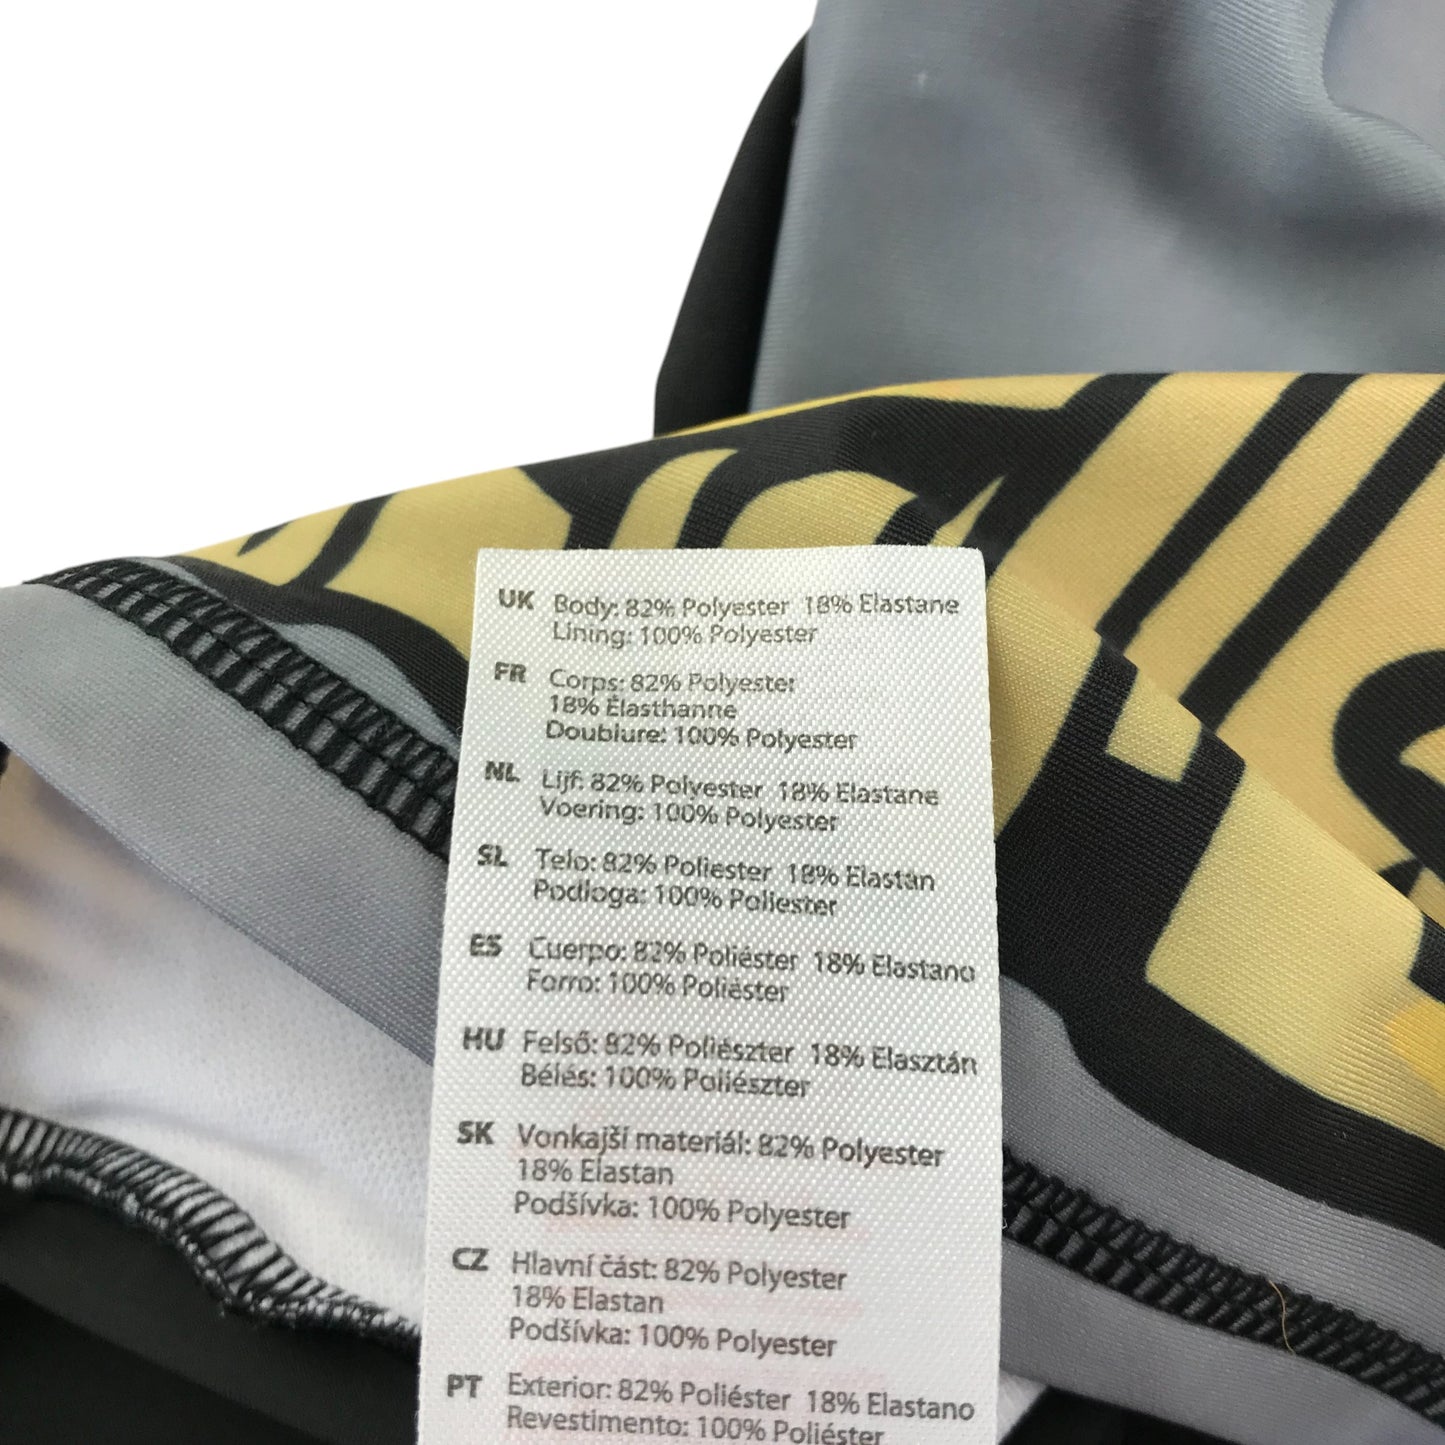 UK Body: 82% Polyester 18% Elastane
Lining: 100% Polyester
FR Corps: 82% Polyester
18% Élasthanne
Doublure: 100% Polyester
NL Lijf: 82% Polyester 18% Elastane
Voering: 100% Polyester
SL Telo: 82% Poliester 18% Elastan
Podloga: 100% Poliester
ES Cuerpo: 82% Poliéster 18% Elastano
Forro: 100% Poliéster
HU Felső: 82% Poliészter 18% Elasztán
Bélés: 100% Poliészter
SK Vonkajší materiál: 82% Polyester
18% Elastan
Podšívka: 100% Polyester
CZ Hlavní část: 82% Polyester
18% Elastan
Podšívka: 100% Polyester
PT Exterior: 82% Poliéster 18% Elastano
Revestimento: 100% Poliéster